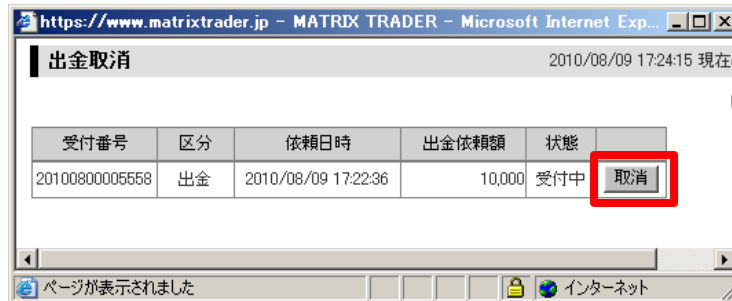 https://www.matrixtrader.jp - MATRIX TRADER - Microsoft Internet Exp...
出金取消 2010/08/09 17:24:15 現在
受付番号 区分 依頼日時 出金依頼額 状態
20100800005558 出金 2010/08/09 17:22:36 10,000 受付中 取消
ページが表示されました インターネット